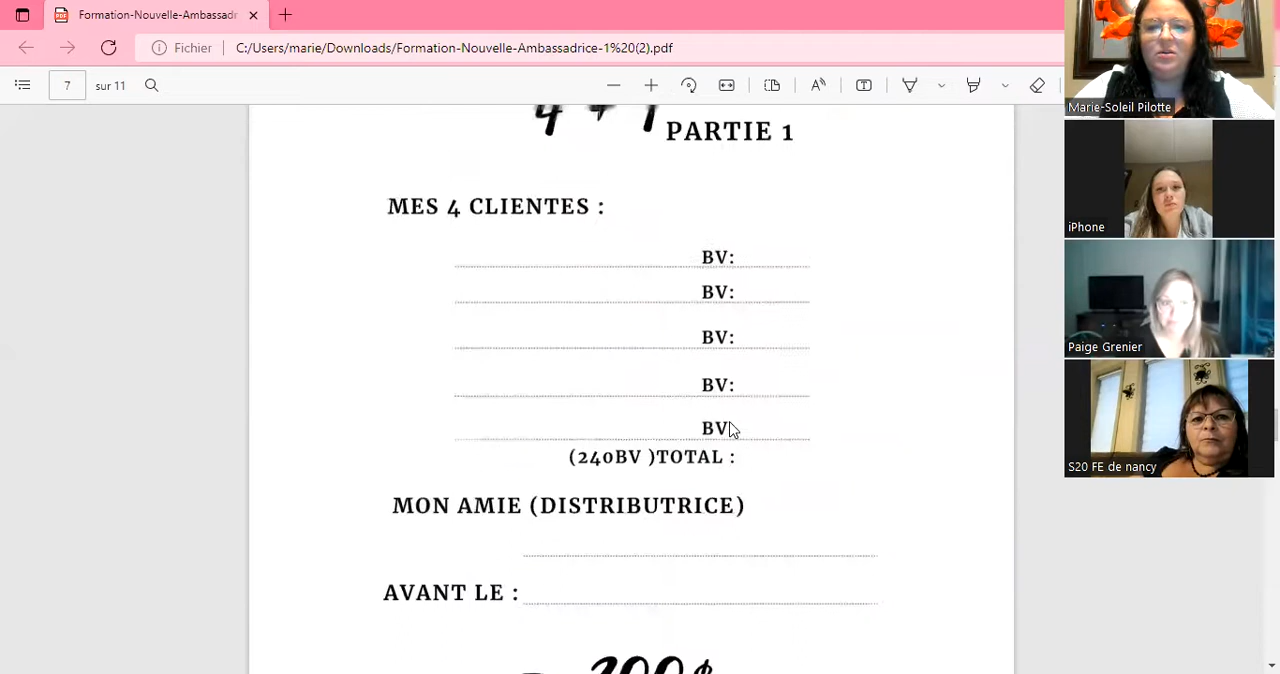 Formation-Nouvelle-Ambassadr
Fichier
C:/Users/marie/Downloads/Formation-Nouvelle-Ambassadrice-1%20(2).pdf
7 sur 11
4 + 1 PARTIE 1
MES 4 CLIENTES :
BV:
BV:
BV:
BV:
BV:
(240BV )TOTAL :
MON AMIE (DISTRIBUTRICE)
AVANT LE :
Marie-Soleil Pilotte
iPhone
Paige Grenier
S20 FE de nancy